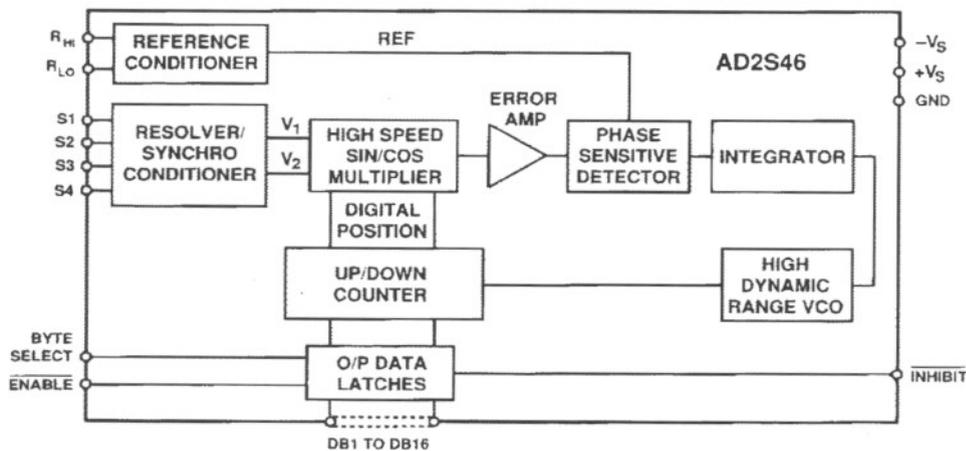 R_HI
R_LO
REFERENCE
CONDITIONER
REF
AD2S46
–V_S
+V_S
GND
S1
S2
S3
S4
RESOLVER/
SYNCHRO
CONDITIONER
V_1
V_2
HIGH SPEED
SIN/COS
MULTIPLIER
ERROR
AMP
PHASE
SENSITIVE
DETECTOR
INTEGRATOR
DIGITAL
POSITION
UP/DOWN
COUNTER
HIGH
DYNAMIC
RANGE VCO
BYTE
SELECT
ENABLE
O/P DATA
LATCHES
INHIBIT
DB1 TO DB16